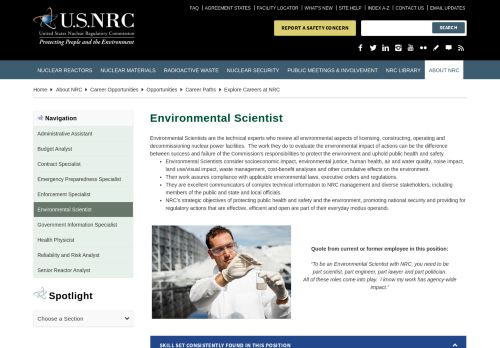 FAQ | AGREEMENT STATES | FACILITY LOCATOR | WHAT'S NEW | SITE HELP | INDEX A-Z | CONTACT US | EMAIL UPDATES
U.S.NRC
United States Nuclear Regulatory Commission
Protecting People and the Environment
REPORT A SAFETY CONCERN
SEARCH
NUCLEAR REACTORS NUCLEAR MATERIALS RADIOACTIVE WASTE NUCLEAR SECURITY PUBLIC MEETINGS & INVOLVEMENT NRC LIBRARY ABOUT NRC
Home About NRC Career Opportunities Opportunities Career Paths Explore Careers at NRC
Navigation
Administrative Assistant
Budget Analyst
Contract Specialist
Emergency Preparedness Specialist
Enforcement Specialist
Environmental Scientist
Government Information Specialist
Health Physicist
Reliability and Risk Analyst
Senior Reactor Analyst
Spotlight
Choose a Section
Environmental Scientist
Environmental Scientists are the technical experts who review all environmental aspects of licensing, constructing, operating and
decommissioning nuclear power facilities. The work they do to evaluate the environmental impact of actions can be the difference
between success and failure of the Commission's responsibilities to protect the environment and uphold public health and safety.
• Environmental Scientists consider socioeconomic impact, environmental justice, human health, air and water quality, noise impact,
land use/visual impact, waste management, cost-benefit analyses and other cumulative effects on the environment.
• They work assures compliance with applicable environmental laws, executive orders and regulations.
• They are excellent communicators of complex technical information to NRC management and diverse stakeholders, including
members of the public and state and local officials.
• NRC's strategic objectives of protecting public health and safety and the environment, promoting national security and providing for
regulatory actions that are effective, efficient and open are part of their everyday modus operandi.
Quote from current or former employee in this position:
"To be an Environmental Scientist with NRC, you need to be
part scientist, part engineer, part lawyer and part politician.
All of these roles come into play. I know my work has agency-wide
impact."
SKILL SET CONSISTENTLY FOUND IN THIS POSITION